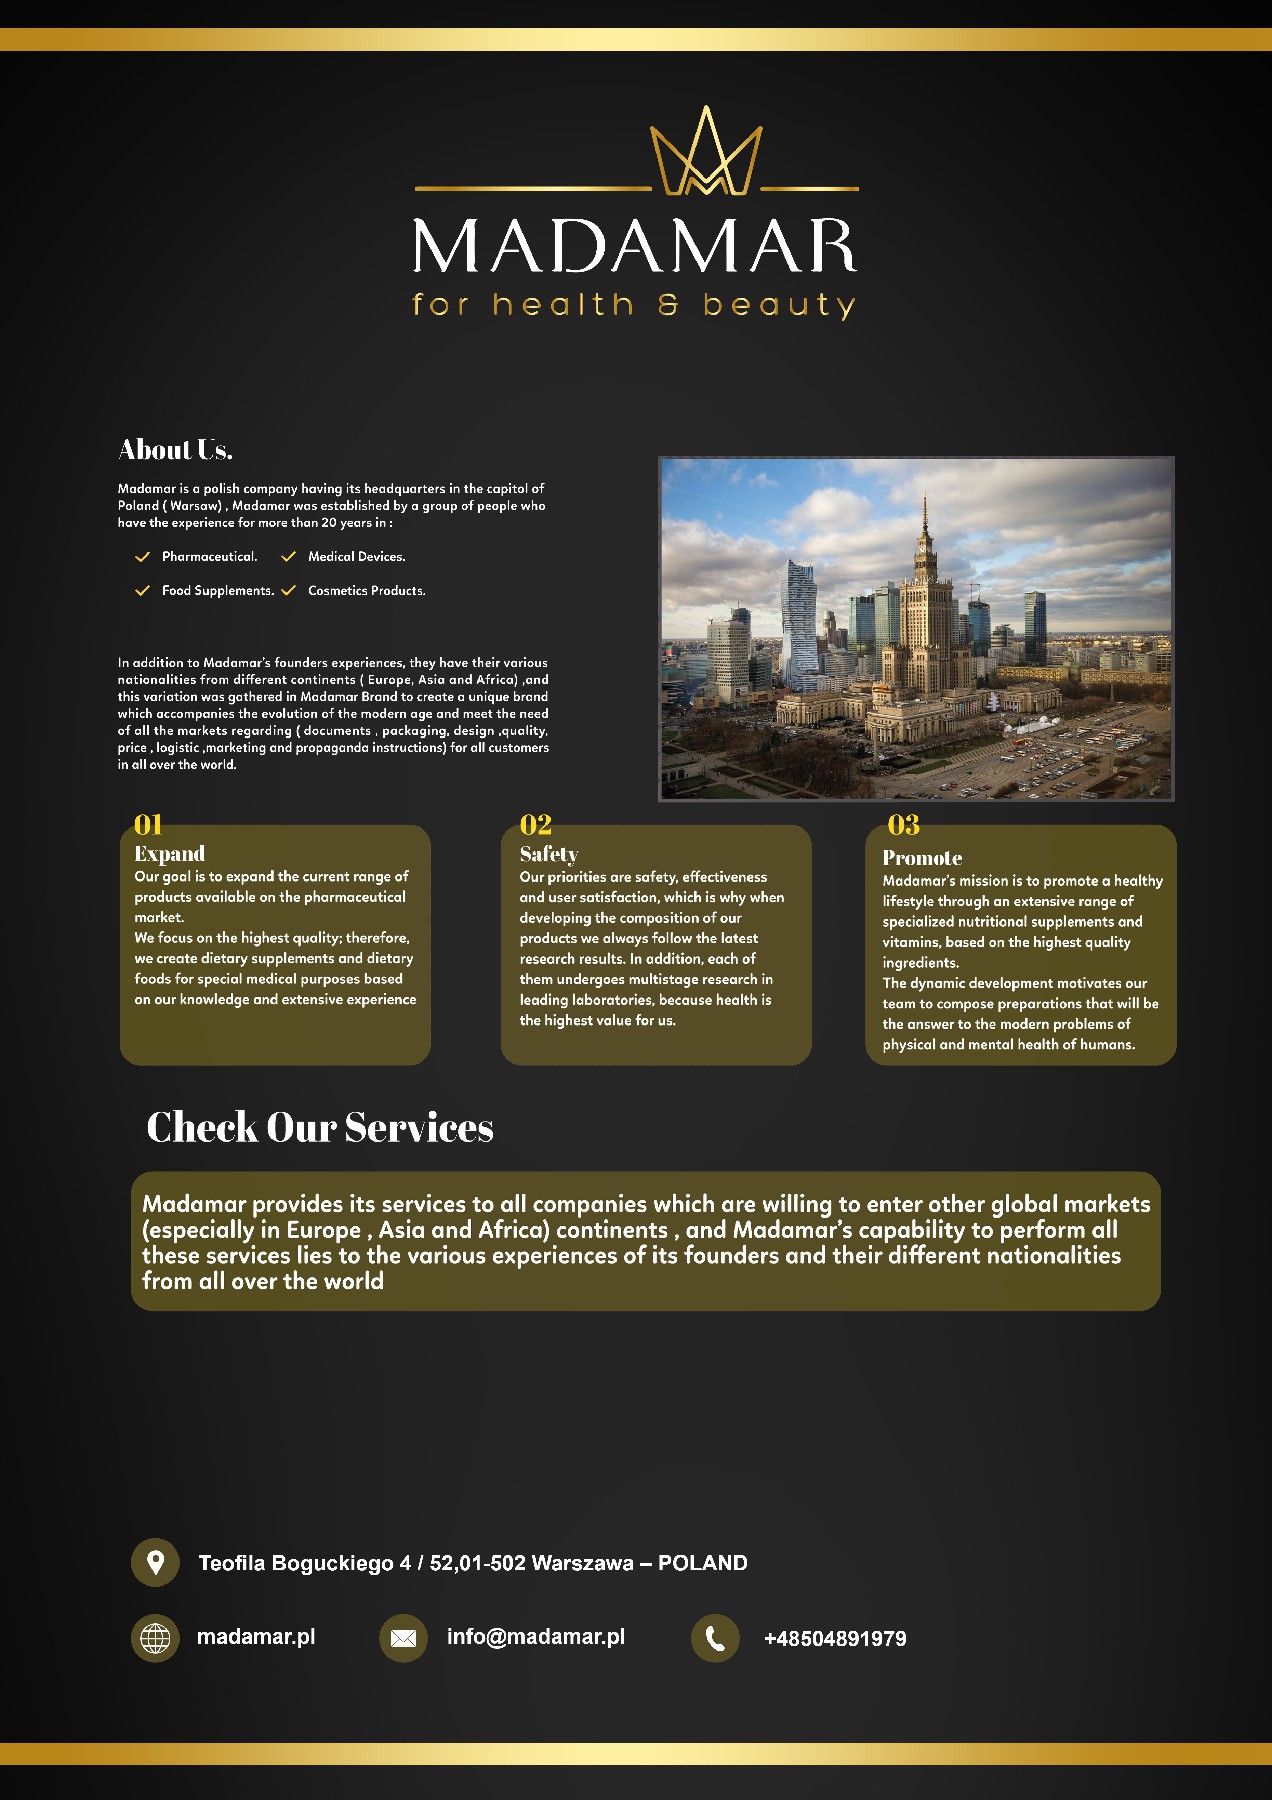 MADAMAR
for health & beauty
About Us.
Madamar is a polish company having its headquarters in the capitol of
Poland ( Warsaw) , Madamar was established by a group of people who
have the experience for more than 20 years in :
Pharmaceutical. Medical Devices.
Food Supplements. Cosmetics Products.
In addition to Madamar's founders experiences, they have their various
nationalities from different continents ( Europe, Asia and Africa) ,and
this variation was gathered in Madamar Brand to create a unique brand
which accompanies the evolution of the modern age and meet the need
of all the markets regarding ( documents , packaging, design ,quality,
price , logistic ,marketing and propaganda instructions) for all customers
in all over the world.
01
Expand
Our goal is to expand the current range of
products available on the pharmaceutical
market.
We focus on the highest quality; therefore,
we create dietary supplements and dietary
foods for special medical purposes based
on our knowledge and extensive experience
02
Safety
Our priorities are safety, effectiveness
and user satisfaction, which is why when
developing the composition of our
products we always follow the latest
research results. In addition, each of
them undergoes multistage research in
leading laboratories, because health is
the highest value for us.
03
Promote
Madamar's mission is to promote a healthy
lifestyle through an extensive range of
specialized nutritional supplements and
vitamins, based on the highest quality
ingredients.
The dynamic development motivates our
team to compose preparations that will be
the answer to the modern problems of
physical and mental health of humans.
Check Our Services
Madamar provides its services to all companies which are willing to enter other global markets
(especially in Europe , Asia and Africa) continents , and Madamar's capability to perform all
these services lies to the various experiences of its founders and their different nationalities
from all over the world
Teofila Boguckiego 4 / 52,01-502 Warszawa – POLAND
madamar.pl
info@madamar.pl
+48504891979